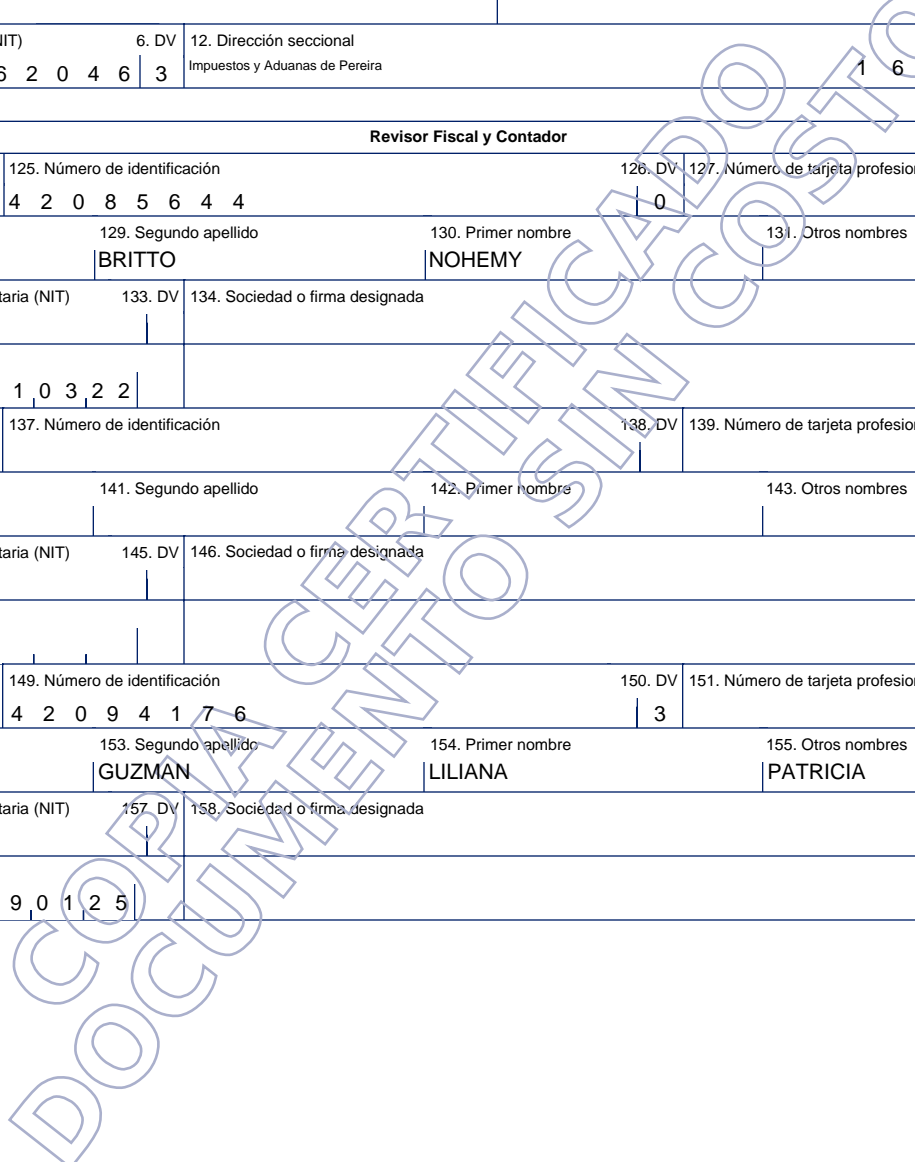 NIT) 6. DV 12. Dirección seccional
6 2 0 4 6 3 Impuestos y Aduanas de Pereira 1 6
Revisor Fiscal y Contador
125. Número de identificación 126. DV 127. Número de tarjeta profesion
4 2 0 8 5 6 4 4 0
129. Segundo apellido 130. Primer nombre 131. Otros nombres
BRITTO NOHEMY
taria (NIT) 133. DV 134. Sociedad o firma designada
1 0 3 2 2
137. Número de identificación 138. DV 139. Número de tarjeta profesion
141. Segundo apellido 142. Primer nombre 143. Otros nombres
taria (NIT) 145. DV 146. Sociedad o firma designada
149. Número de identificación 150. DV 151. Número de tarjeta profesion
4 2 0 9 4 1 7 6 3
153. Segundo apellido 154. Primer nombre 155. Otros nombres
GUZMAN LILIANA PATRICIA
taria (NIT) 157. DV 158. Sociedad o firma designada
9 0 1 2 5
COPIA CERTIFICADO
DOCUMENTO SIN COSTO